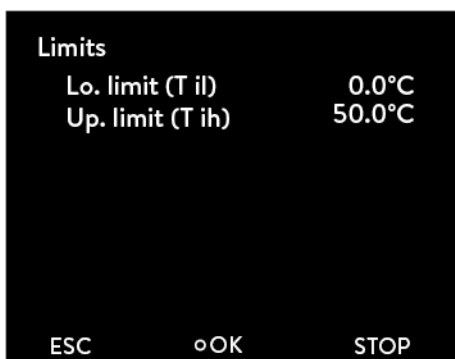 Limits
Lo. limit (T il) 0.0°C
Up. limit (T ih) 50.0°C
ESC OK STOP